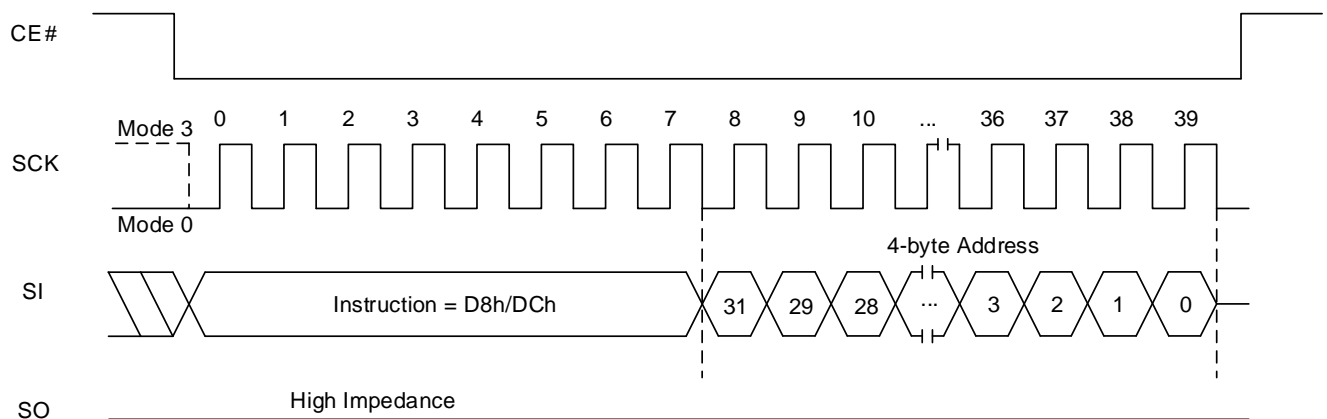 CE#
0 1 2 3 4 5 6 7 8 9 10 ... 36 37 38 39
Mode 3
SCK
Mode 0
4-byte Address
SI
Instruction = D8h/DCh 31 29 28 ... 3 2 1 0
High Impedance
SO